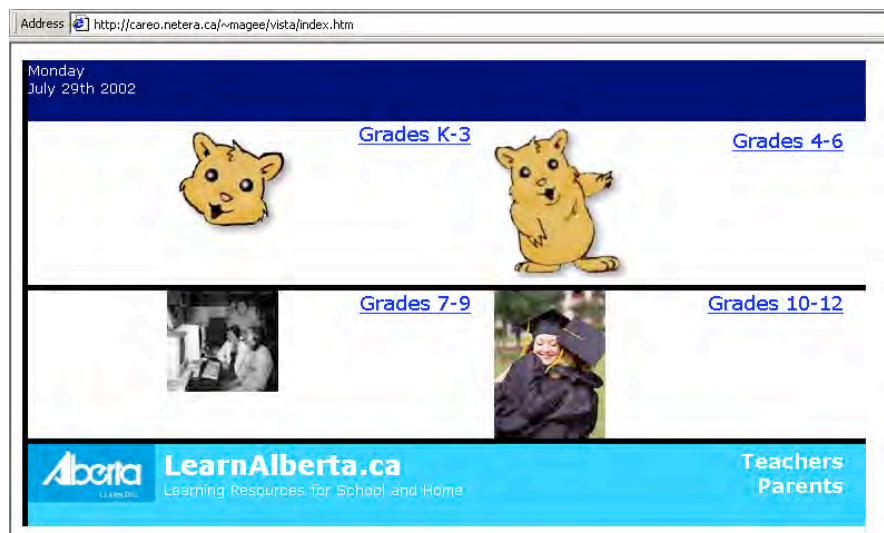 Address http://careo.netera.ca/~magee/vista/index.htm
Monday
July 29th 2002
Grades K-3
Grades 4-6
Grades 7-9
Grades 10-12
Alberta
LEARNING
LearnAlberta.ca
Learning Resources for School and Home
Teachers
Parents